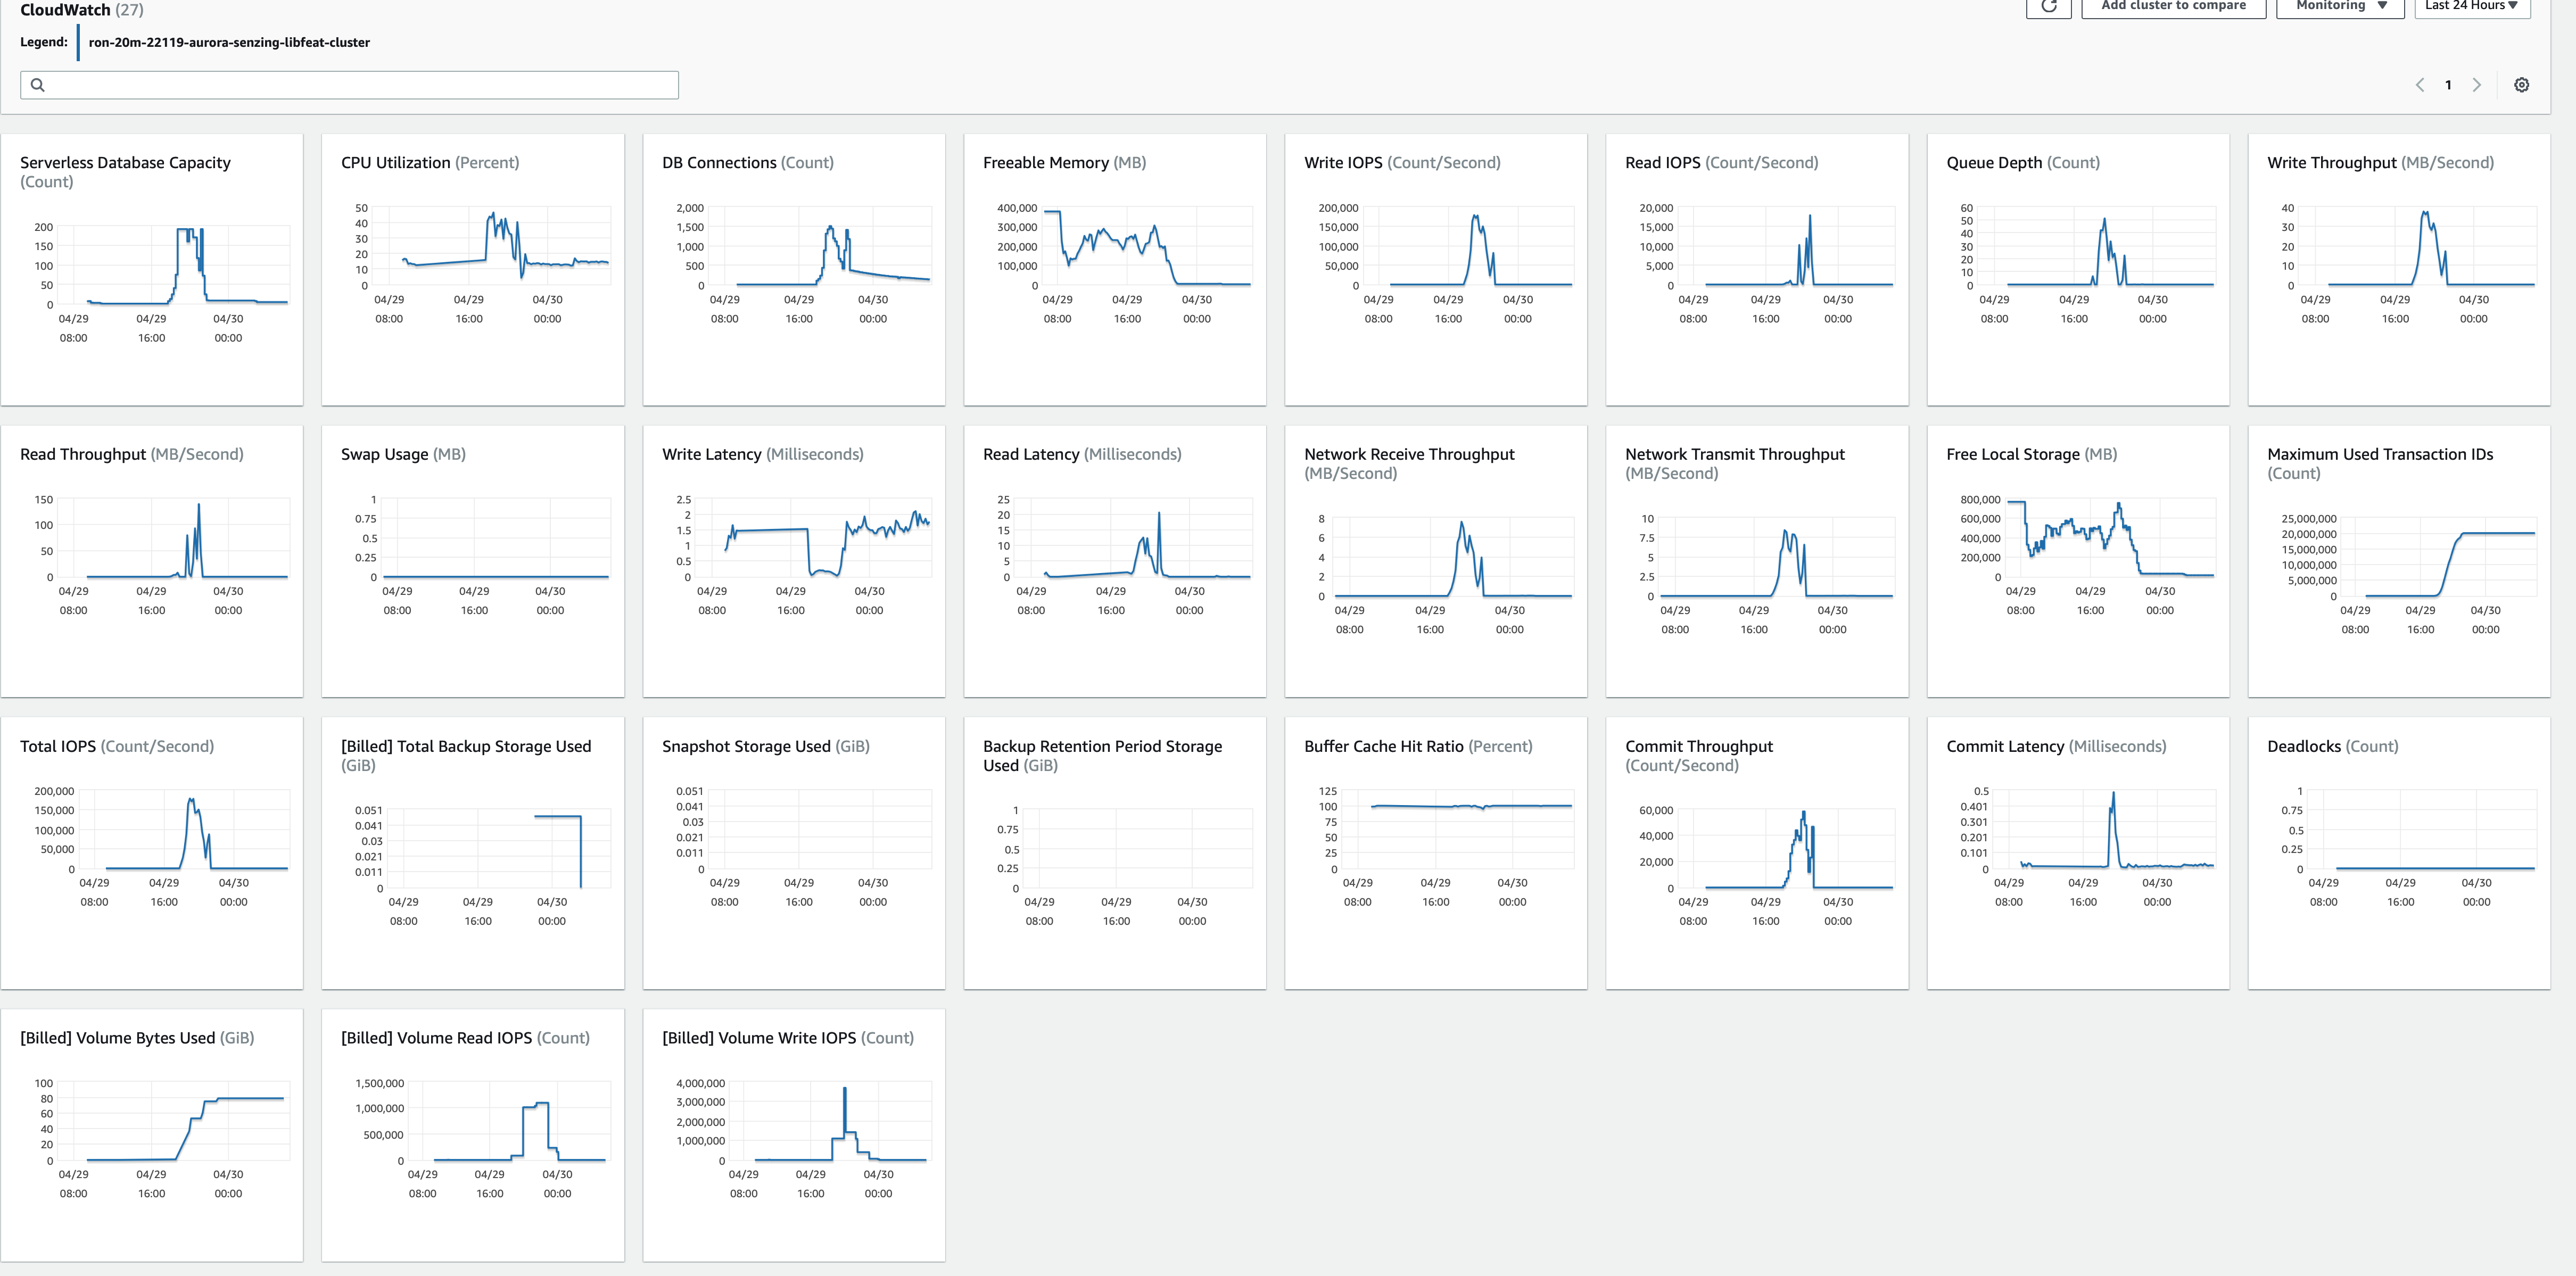 CloudWatch (27)
Add cluster to compare
Monitoring
Last 24 Hours
Legend: ron-20m-22119-aurora-senzing-libfeat-cluster
1
Serverless Database Capacity
(Count)
200
150
100
50
0
04/29 04/29 04/30
08:00 16:00 00:00
CPU Utilization (Percent)
50
40
30
20
10
0
04/29 04/29 04/30
08:00 16:00 00:00
DB Connections (Count)
2,000
1,500
1,000
500
0
04/29 04/29 04/30
08:00 16:00 00:00
Freeable Memory (MB)
400,000
300,000
200,000
100,000
0
04/29 04/29 04/30
08:00 16:00 00:00
Write IOPS (Count/Second)
200,000
150,000
100,000
50,000
0
04/29 04/29 04/30
08:00 16:00 00:00
Read IOPS (Count/Second)
20,000
15,000
10,000
5,000
0
04/29 04/29 04/30
08:00 16:00 00:00
Queue Depth (Count)
60
50
40
30
20
10
0
04/29 04/29 04/30
08:00 16:00 00:00
Write Throughput (MB/Second)
40
30
20
10
0
04/29 04/29 04/30
08:00 16:00 00:00
Read Throughput (MB/Second)
150
100
50
0
04/29 04/29 04/30
08:00 16:00 00:00
Swap Usage (MB)
1
0.75
0.5
0.25
0
04/29 04/29 04/30
08:00 16:00 00:00
Write Latency (Milliseconds)
2.5
2
1.5
1
0.5
0
04/29 04/29 04/30
08:00 16:00 00:00
Read Latency (Milliseconds)
25
20
15
10
5
0
04/29 04/29 04/30
08:00 16:00 00:00
Network Receive Throughput
(MB/Second)
8
6
4
2
0
04/29 04/29 04/30
08:00 16:00 00:00
Network Transmit Throughput
(MB/Second)
10
7.5
5
2.5
0
04/29 04/29 04/30
08:00 16:00 00:00
Free Local Storage (MB)
800,000
600,000
400,000
200,000
0
04/29 04/29 04/30
08:00 16:00 00:00
Maximum Used Transaction IDs
(Count)
25,000,000
20,000,000
15,000,000
10,000,000
5,000,000
0
04/29 04/29 04/30
08:00 16:00 00:00
Total IOPS (Count/Second)
200,000
150,000
100,000
50,000
0
04/29 04/29 04/30
08:00 16:00 00:00
[Billed] Total Backup Storage Used
(GiB)
0.051
0.041
0.03
0.021
0.011
0
04/29 04/29 04/30
08:00 16:00 00:00
Snapshot Storage Used (GiB)
0.051
0.041
0.03
0.021
0.011
0
04/29 04/29 04/30
08:00 16:00 00:00
Backup Retention Period Storage
Used (GiB)
1
0.75
0.5
0.25
0
04/29 04/29 04/30
08:00 16:00 00:00
Buffer Cache Hit Ratio (Percent)
125
100
75
50
25
0
04/29 04/29 04/30
08:00 16:00 00:00
Commit Throughput
(Count/Second)
60,000
40,000
20,000
0
04/29 04/29 04/30
08:00 16:00 00:00
Commit Latency (Milliseconds)
0.5
0.401
0.301
0.201
0.101
0
04/29 04/29 04/30
08:00 16:00 00:00
Deadlocks (Count)
1
0.75
0.5
0.25
0
04/29 04/29 04/30
08:00 16:00 00:00
[Billed] Volume Bytes Used (GiB)
100
80
60
40
20
0
04/29 04/29 04/30
08:00 16:00 00:00
[Billed] Volume Read IOPS (Count)
1,500,000
1,000,000
500,000
0
04/29 04/29 04/30
08:00 16:00 00:00
[Billed] Volume Write IOPS (Count)
4,000,000
3,000,000
2,000,000
1,000,000
0
04/29 04/29 04/30
08:00 16:00 00:00